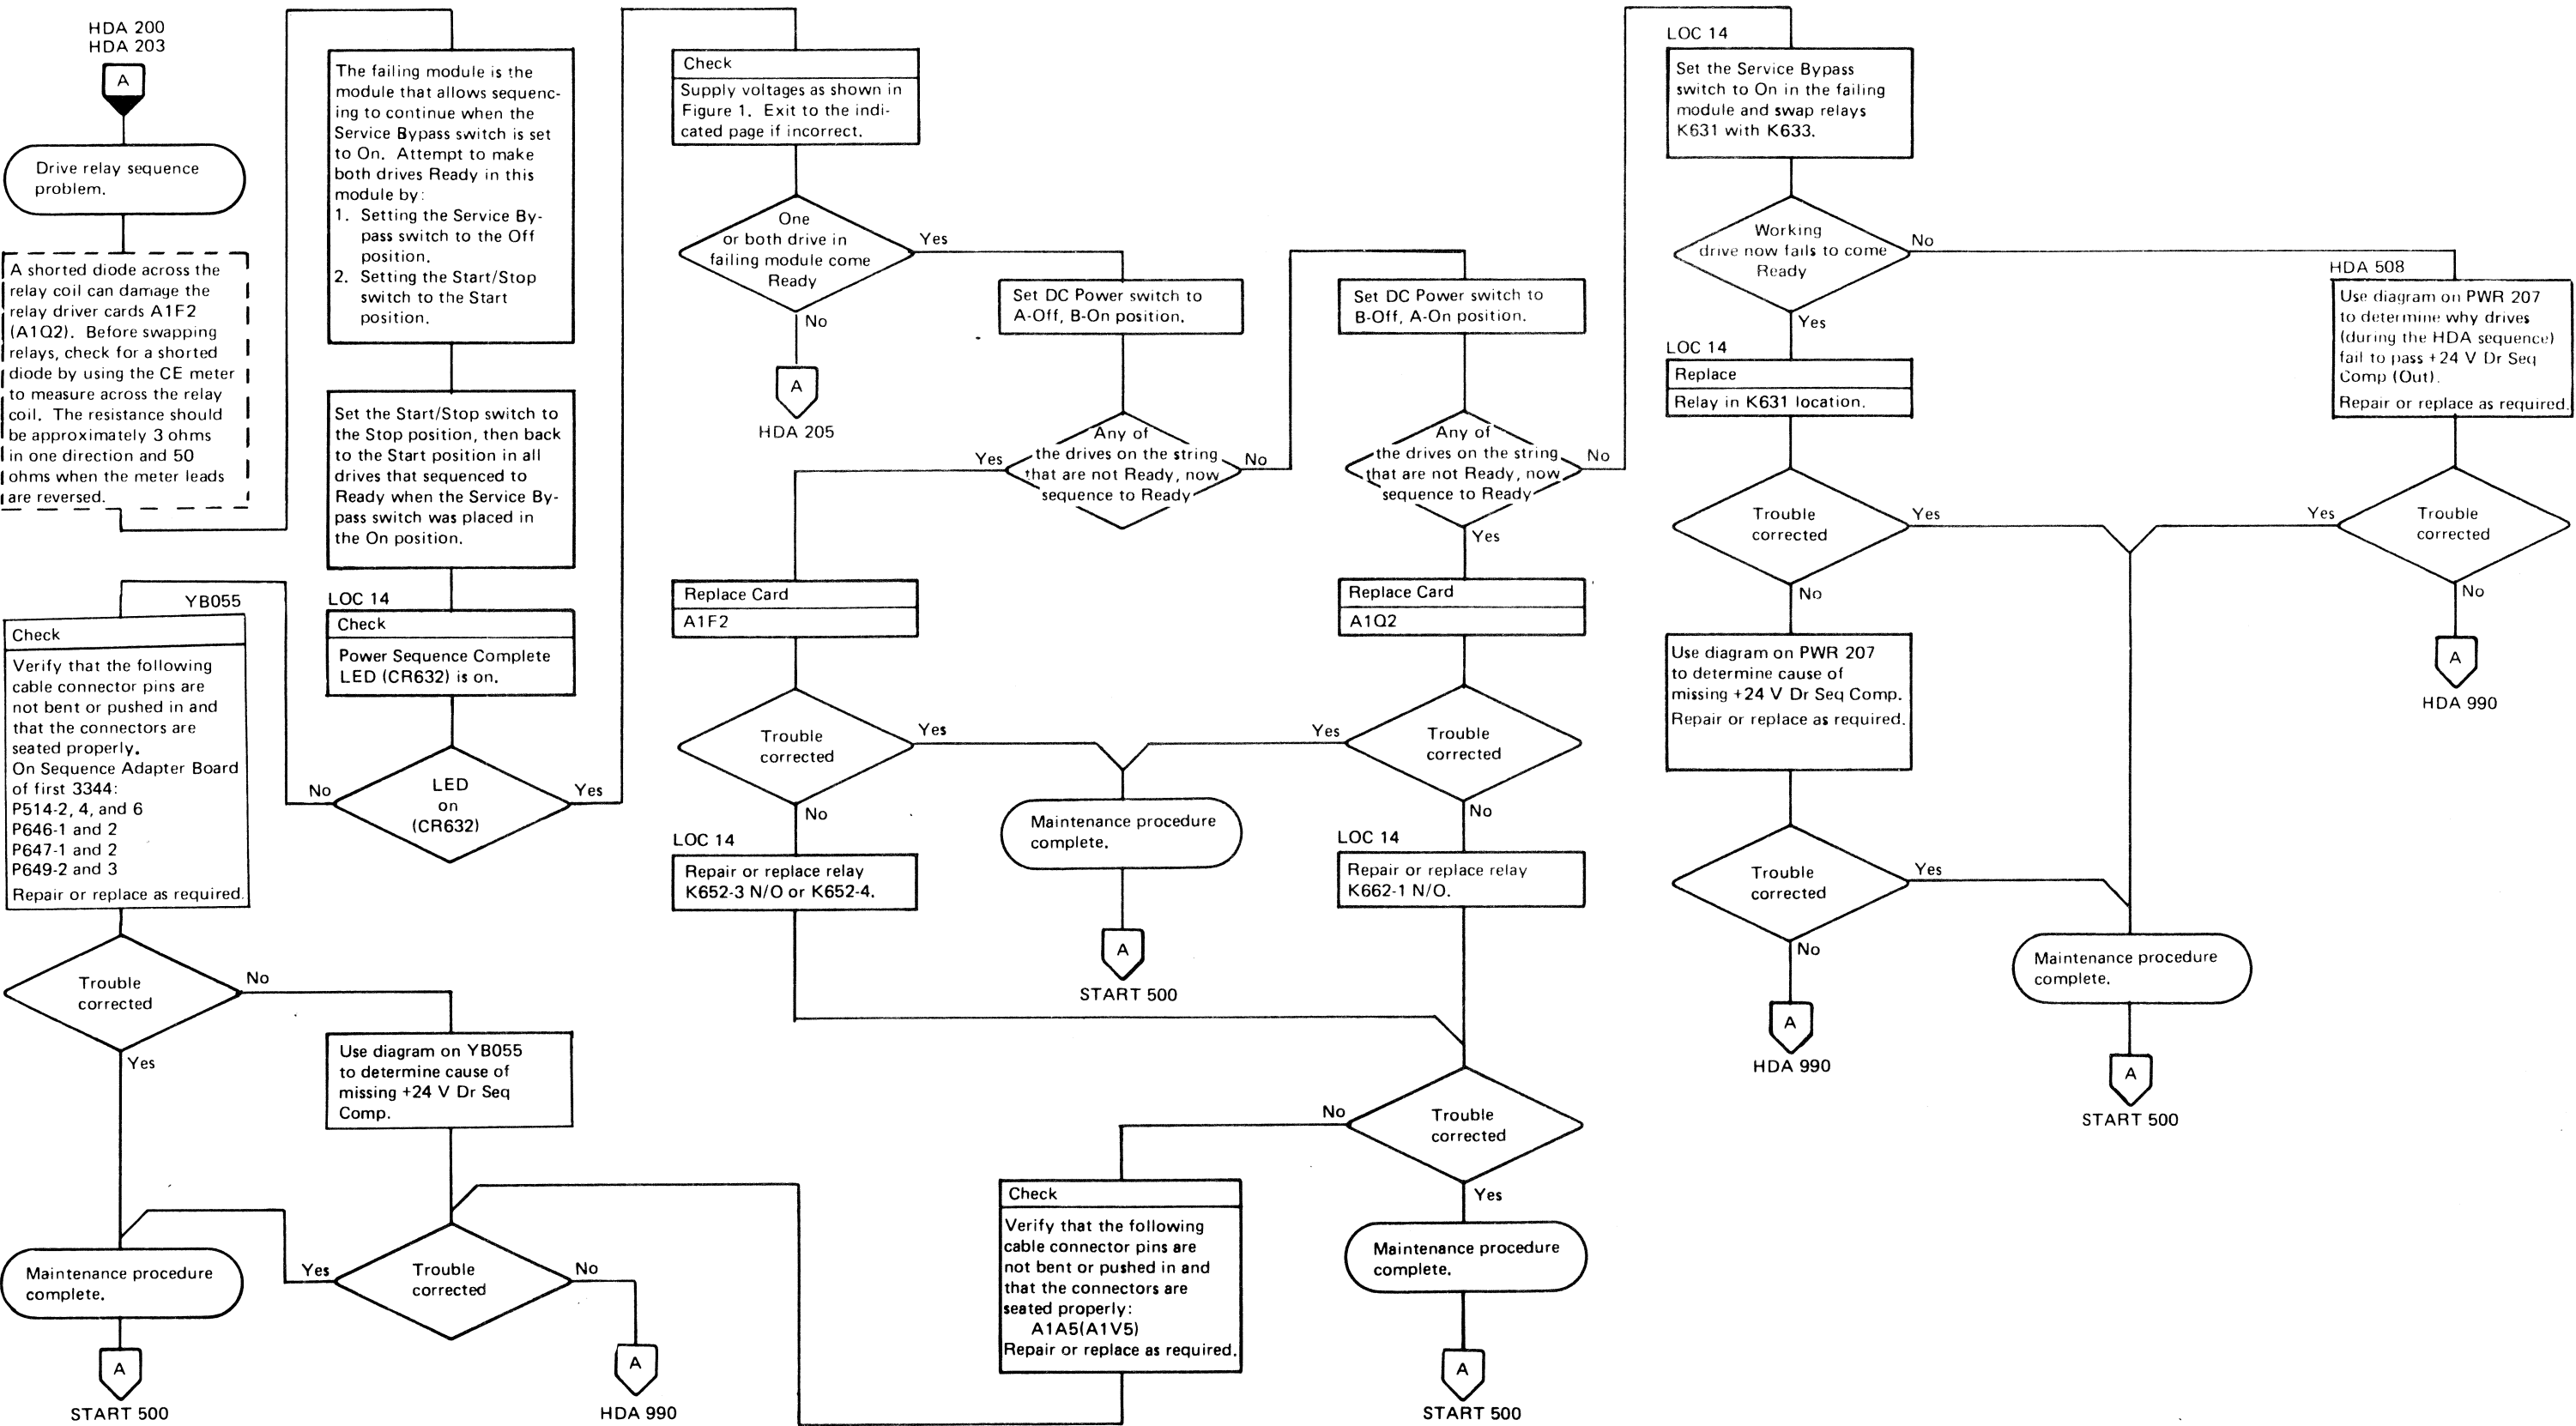 HDA 200
HDA 203
A
Drive relay sequence
problem.
A shorted diode across the
relay coil can damage the
relay driver cards A1F2
(A1Q2). Before swapping
relays, check for a shorted
diode by using the CE meter
to measure across the relay
coil. The resistance should
be approximately 3 ohms
in one direction and 50
ohms when the meter leads
are reversed.
The failing module is the
module that allows sequenc-
ing to continue when the
Service Bypass switch is set
to On. Attempt to make
both drives Ready in this
module by:
1. Setting the Service By-
pass switch to the Off
position.
2. Setting the Start/Stop
switch to the Start
position.
Set the Start/Stop switch to
the Stop position, then back
to the Start position in all
drives that sequenced to
Ready when the Service By-
pass switch was placed in
the On position.
LOC 14
Check
Power Sequence Complete
LED (CR632) is on.
LED
on
(CR632)
No
Yes
YB055
Check
Verify that the following
cable connector pins are
not bent or pushed in and
that the connectors are
seated properly.
On Sequence Adapter Board
of first 3344:
P514-2, 4, and 6
P646-1 and 2
P647-1 and 2
P649-2 and 3
Repair or replace as required.
Trouble
corrected
No
Yes
Use diagram on YB055
to determine cause of
missing +24 V Dr Seq
Comp.
Trouble
corrected
Yes
No
Maintenance procedure
complete.
A
START 500
A
HDA 990
Check
Supply voltages as shown in
Figure 1. Exit to the indi-
cated page if incorrect.
One
or both drive in
failing module come
Ready
Yes
No
A
HDA 205
Set DC Power switch to
A-Off, B-On position.
Any of
the drives on the string
that are not Ready, now
sequence to Ready
Yes
No
Set DC Power switch to
B-Off, A-On position.
Any of
the drives on the string
that are not Ready, now
sequence to Ready
No
Yes
Replace Card
A1F2
Trouble
corrected
Yes
No
LOC 14
Repair or replace relay
K652-3 N/O or K652-4.
Replace Card
A1Q2
Trouble
corrected
Yes
No
Maintenance procedure
complete.
A
START 500
LOC 14
Repair or replace relay
K662-1 N/O.
Trouble
corrected
No
Yes
Check
Verify that the following
cable connector pins are
not bent or pushed in and
that the connectors are
seated properly:
A1A5(A1V5)
Repair or replace as required.
Maintenance procedure
complete.
A
START 500
LOC 14
Set the Service Bypass
switch to On in the failing
module and swap relays
K631 with K633.
Working
drive now fails to come
Ready
No
Yes
LOC 14
Replace
Relay in K631 location.
Trouble
corrected
Yes
No
Use diagram on PWR 207
to determine cause of
missing +24 V Dr Seq Comp.
Repair or replace as required.
Trouble
corrected
Yes
No
A
HDA 990
HDA 508
Use diagram on PWR 207
to determine why drives
(during the HDA sequence)
fail to pass +24 V Dr Seq
Comp (Out).
Repair or replace as required.
Trouble
corrected
Yes
No
A
HDA 990
Maintenance procedure
complete.
A
START 500